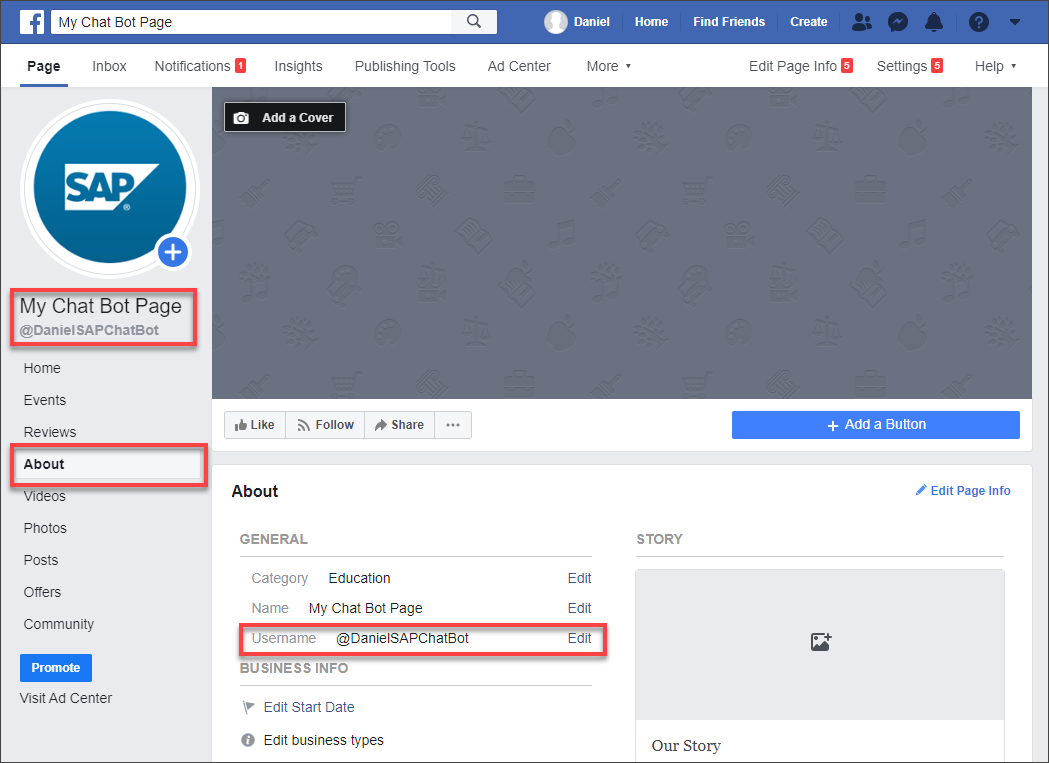 My Chat Bot Page
Daniel Home Find Friends Create
Page Inbox Notifications 1 Insights Publishing Tools Ad Center More Edit Page Info 5 Settings 5 Help
Add a Cover
SAP®
My Chat Bot Page
@DanielSAPChatBot
Home
Events
Reviews
About
Videos
Photos
Posts
Offers
Community
Promote
Visit Ad Center
Like Follow Share ... + Add a Button
About Edit Page Info
GENERAL
Category Education Edit
Name My Chat Bot Page Edit
Username @DanielSAPChatBot Edit
BUSINESS INFO
Edit Start Date
Edit business types
STORY
Our Story